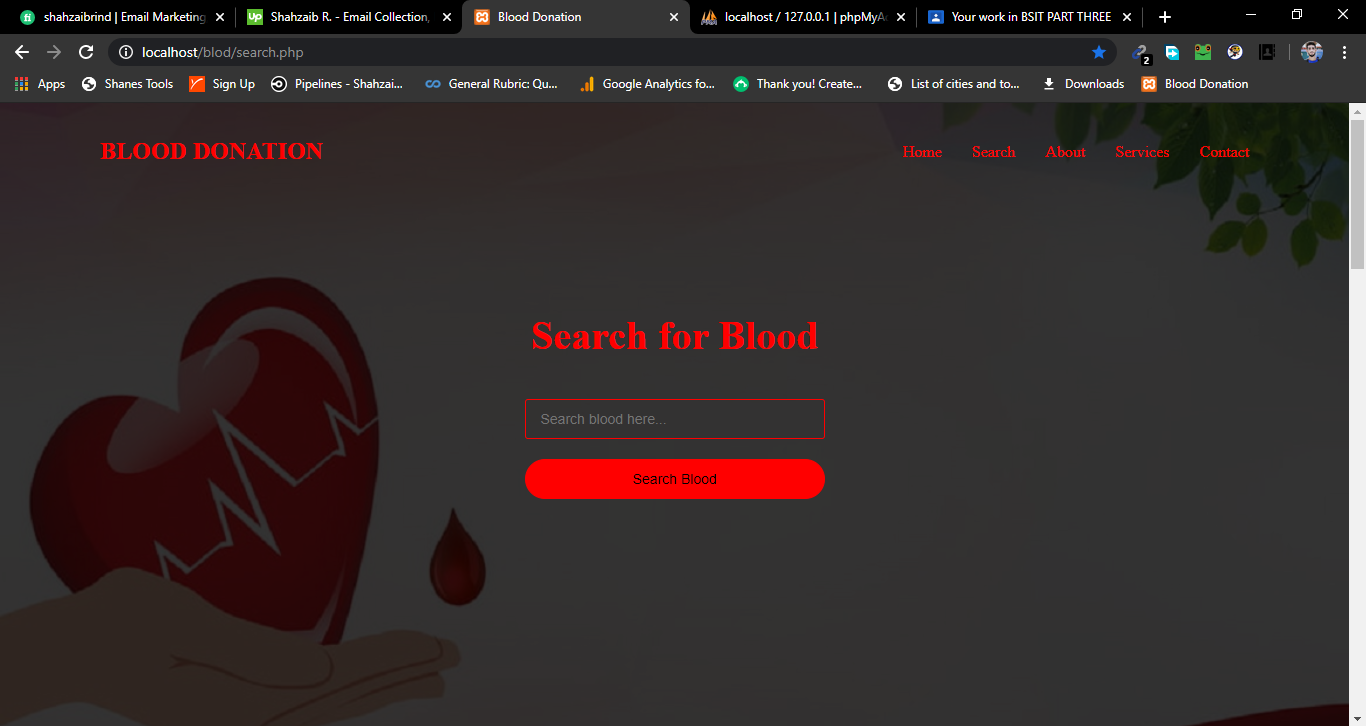 fi shahzaibrind | Email Marketing
Up Shahzaib R. - Email Collection,
Blood Donation
localhost / 127.0.0.1 | phpMyAd
Your work in BSIT PART THREE
localhost/blod/search.php
2
Apps
Shanes Tools
Sign Up
Pipelines - Shahzai...
General Rubric: Qu...
Google Analytics fo...
Thank you! Create...
List of cities and to...
Downloads
Blood Donation
BLOOD DONATION
Home Search About Services Contact
Search for Blood
Search blood here...
Search Blood